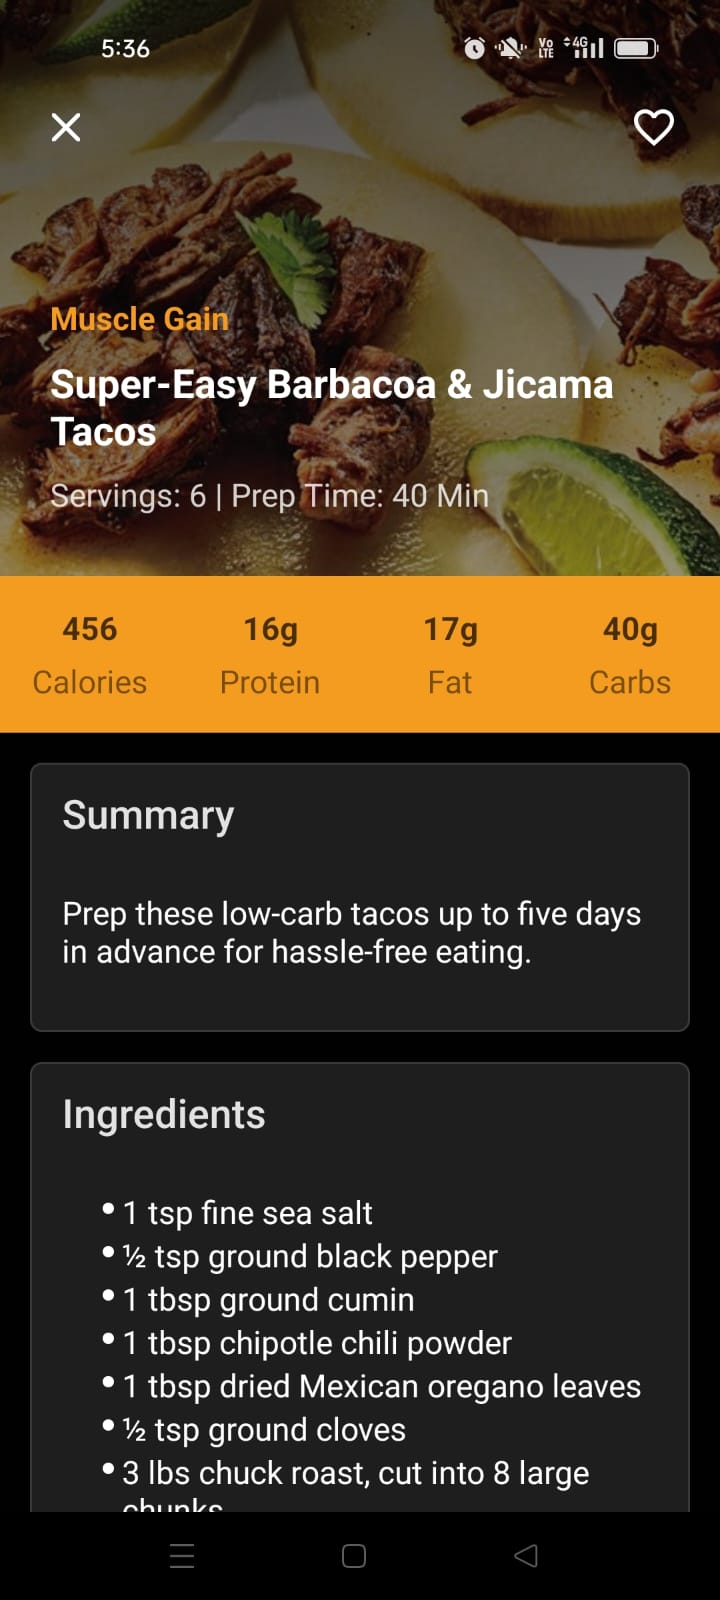 5:36
Vo
LTE
4G
Muscle Gain
Super-Easy Barbacoa & Jicama
Tacos
Servings: 6 | Prep Time: 40 Min
456
16g
17g
40g
Calories
Protein
Fat
Carbs
Summary
Prep these low-carb tacos up to five days
in advance for hassle-free eating.
Ingredients
• 1 tsp fine sea salt
• ½ tsp ground black pepper
• 1 tbsp ground cumin
• 1 tbsp chipotle chili powder
• 1 tbsp dried Mexican oregano leaves
• ½ tsp ground cloves
• 3 lbs chuck roast, cut into 8 large
chunks